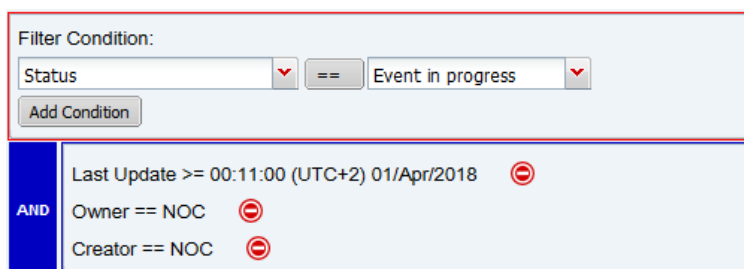 Filter Condition:
Status == Event in progress
Add Condition
Last Update >= 00:11:00 (UTC+2) 01/Apr/2018
AND Owner == NOC
Creator == NOC